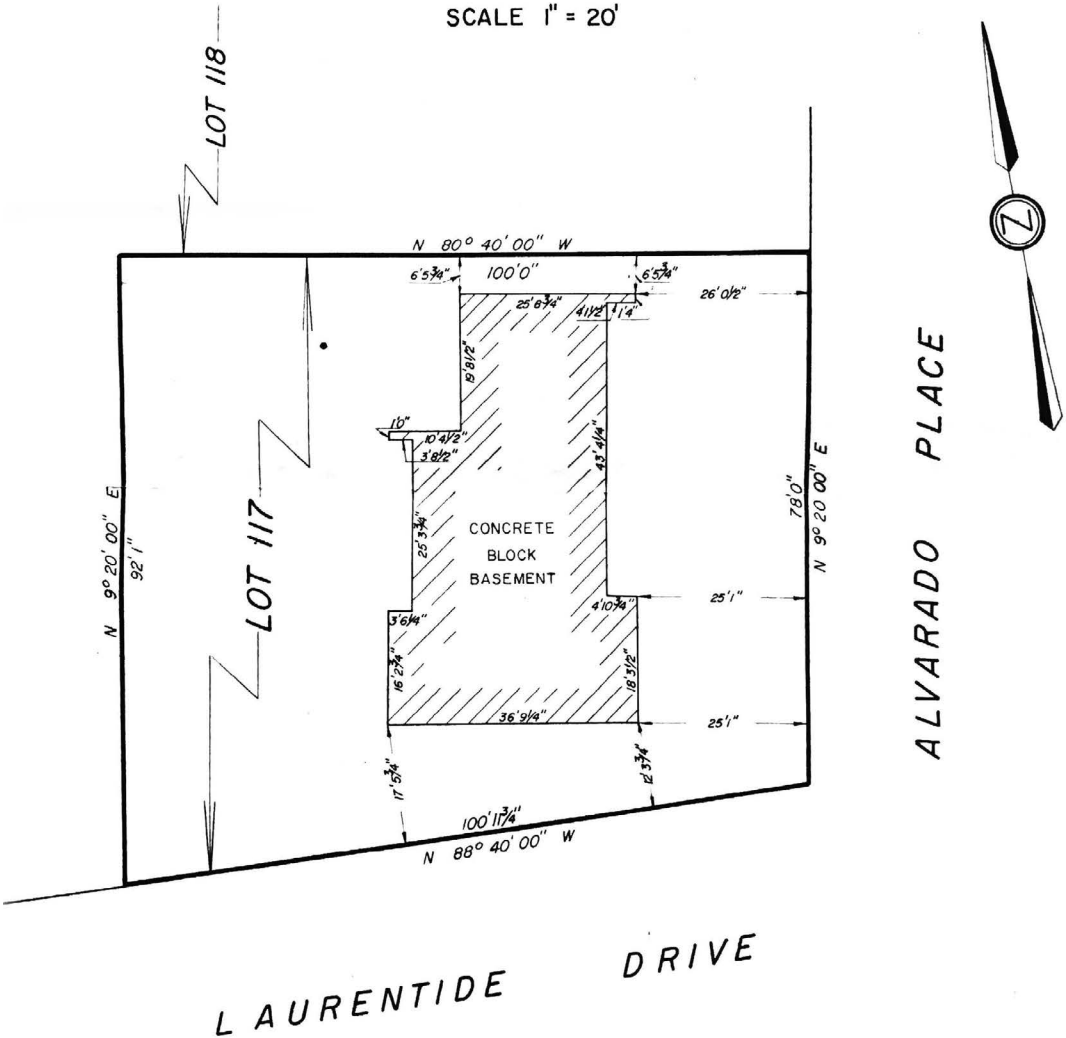 SCALE 1" = 20'
LOT 118
N 80° 40' 00" W
100'0"
6'5¾"
6'5¾"
25'8¾"
4'1½"
1'4"
26'0½"
19'8½"
1'0"
10'4½"
3'8½"
43'4¼"
25'3¾"
CONCRETE
BLOCK
BASEMENT
LOT 117
N 9° 20' 00" E
92'1"
78'0"
N 9° 20' 00" E
ALVARADO PLACE
4'10¾"
25'1"
3'6¼"
16'2¾"
18'3½"
36'9¼"
25'1"
17'5¾"
12'3¾"
100'11¾"
N 88° 40' 00" W
LAURENTIDE DRIVE
N